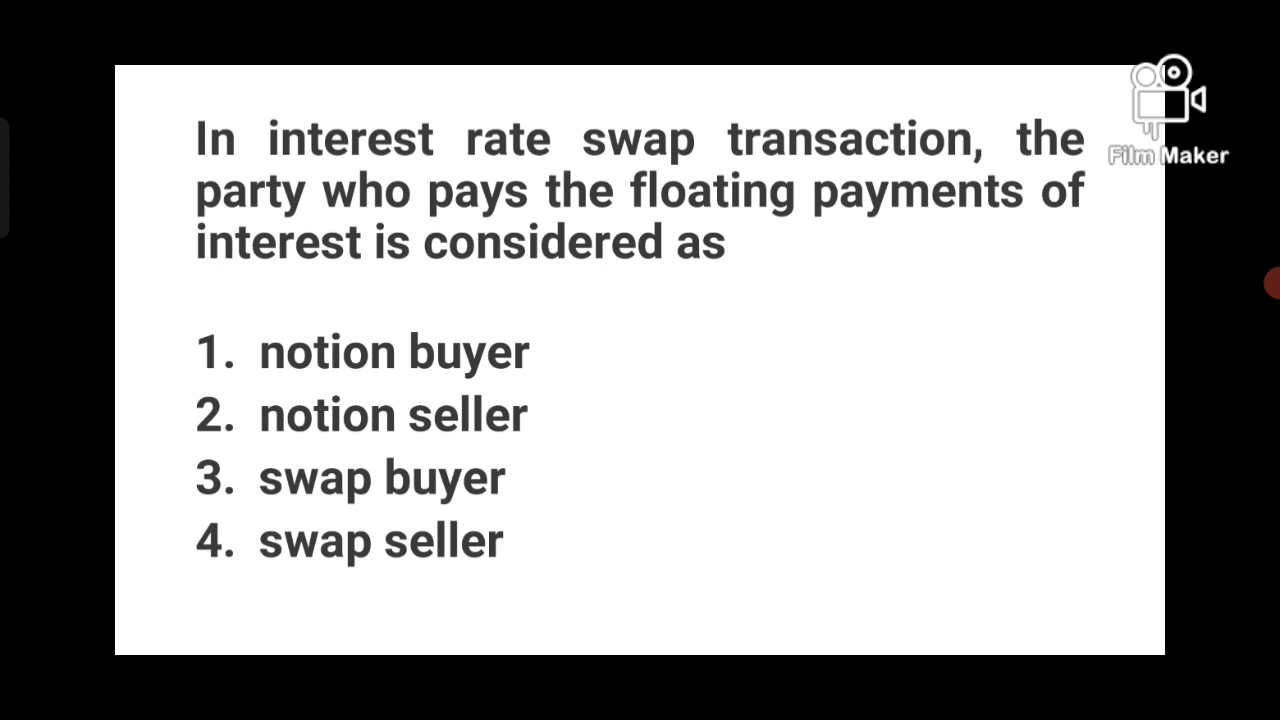 In interest rate swap transaction, the
party who pays the floating payments of
interest is considered as
1. notion buyer
2. notion seller
3. swap buyer
4. swap seller
Film Maker